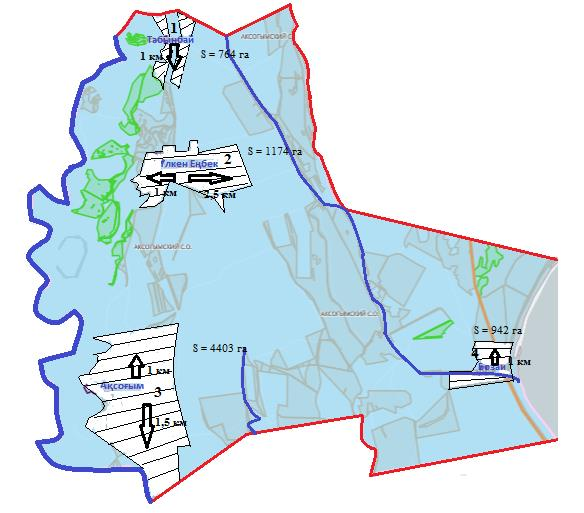 1
АКСОГЫМСКИЙ С.О.
Табынбай
1 км
S = 764 га
Үлкен Еңбек
2
S = 1174 га
1 км
2,5 км
АКСОГЫМСКИЙ С.О.
АКСОГЫМСКИЙ С.О.
S = 942 га
S = 4403 га
4
1 км
Бозай
1 км
Ақсоғым
3
1,5 км